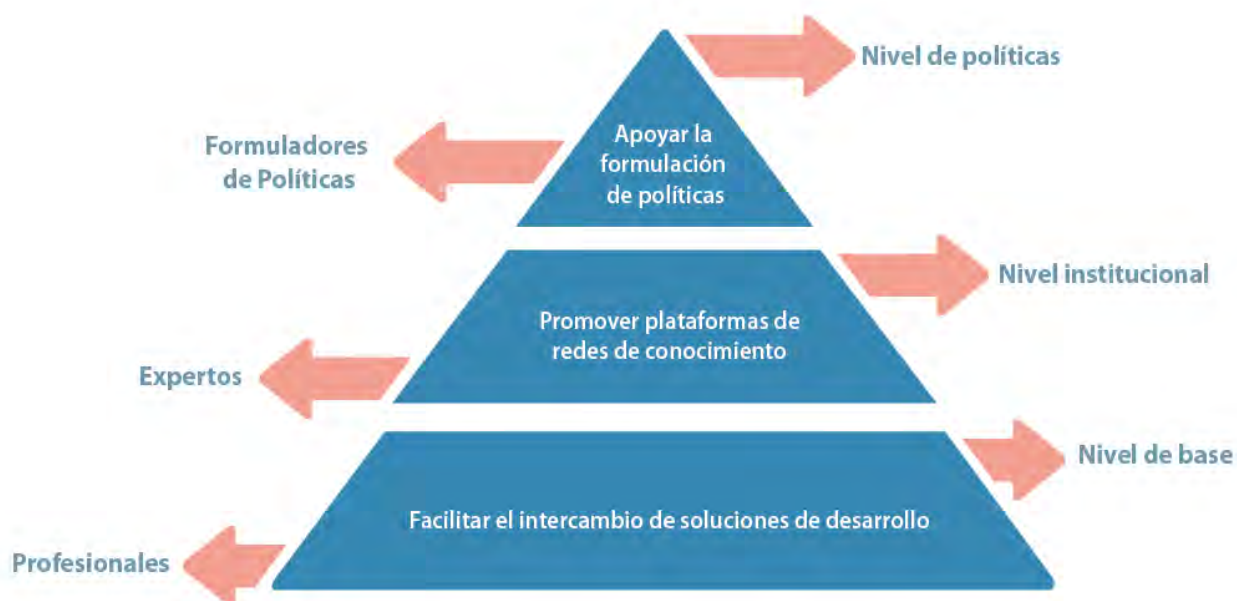 Nivel de políticas
Formuladores
de Políticas
Apoyar la
formulación
de políticas
Nivel institucional
Promover plataformas de
redes de conocimiento
Expertos
Nivel de base
Facilitar el intercambio de soluciones de desarrollo
Profesionales